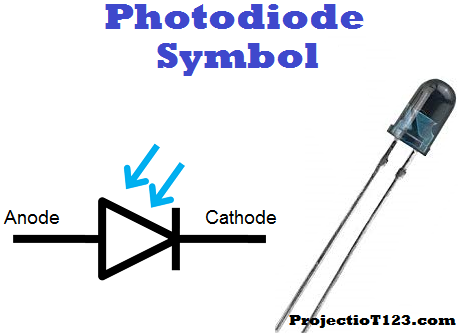 Photodiode
Symbol
Anode
Cathode
ProjectioT123.com